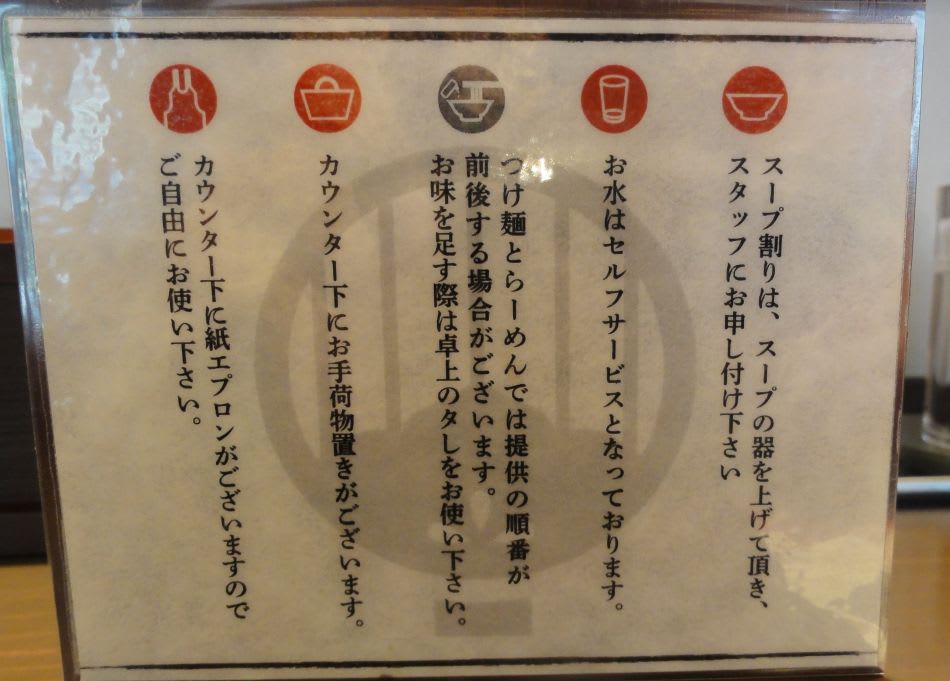 スープ割りは、スープの器を上げて頂き、
スタッフにお申し付け下さい
お水はセルフサービスとなっております。
つけ麺とらーめんでは提供の順番が
前後する場合がございます。
お味を足す際は卓上のタレをお使い下さい。
カウンター下にお手荷物置きがございます。
カウンター下に紙エプロンがございますので
ご自由にお使い下さい。